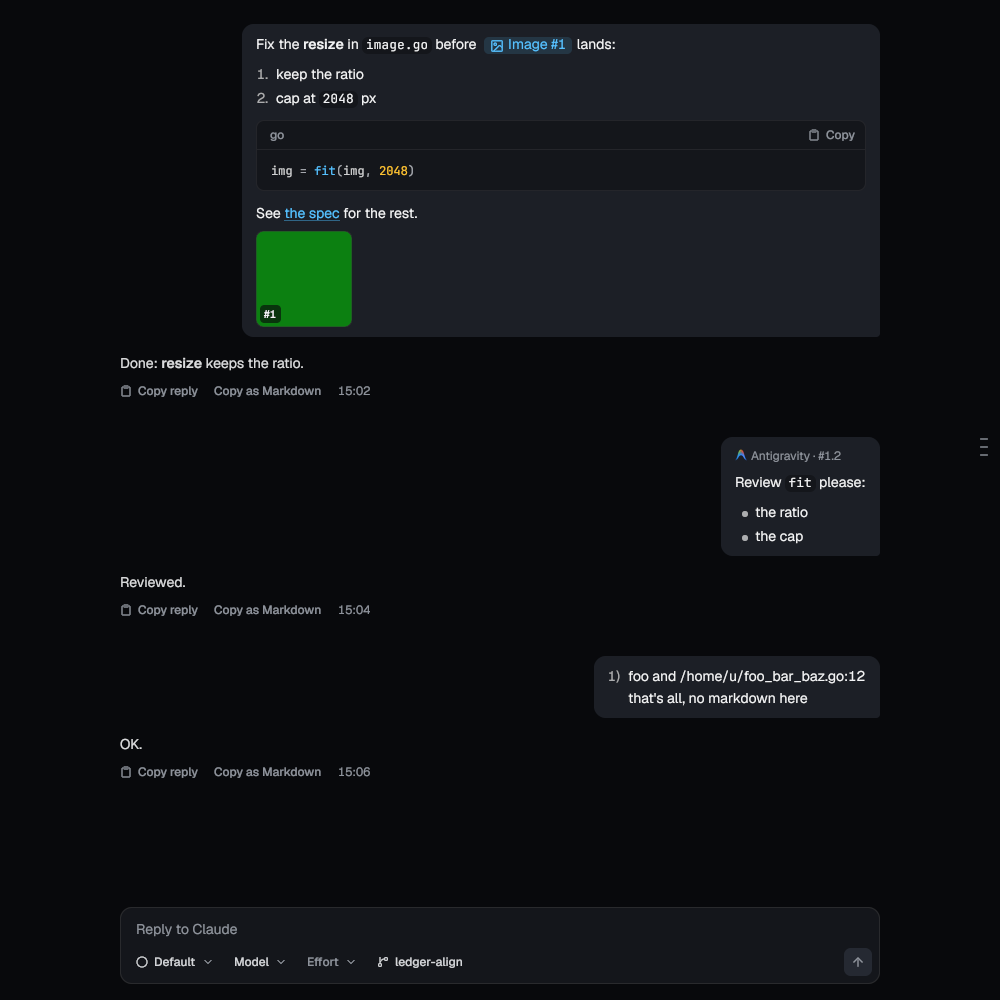 Fix the resize in image.go before Image #1 lands:
1. keep the ratio
2. cap at 2048 px
go Copy
img = fit(img, 2048)
See the spec for the rest.
#1
Done: resize keeps the ratio.
Copy reply Copy as Markdown 15:02
Antigravity · #1.2
Review fit please:
• the ratio
• the cap
Reviewed.
Copy reply Copy as Markdown 15:04
1) foo and /home/u/foo_bar_baz.go:12
that's all, no markdown here
OK.
Copy reply Copy as Markdown 15:06
Reply to Claude
Default Model Effort ledger-align